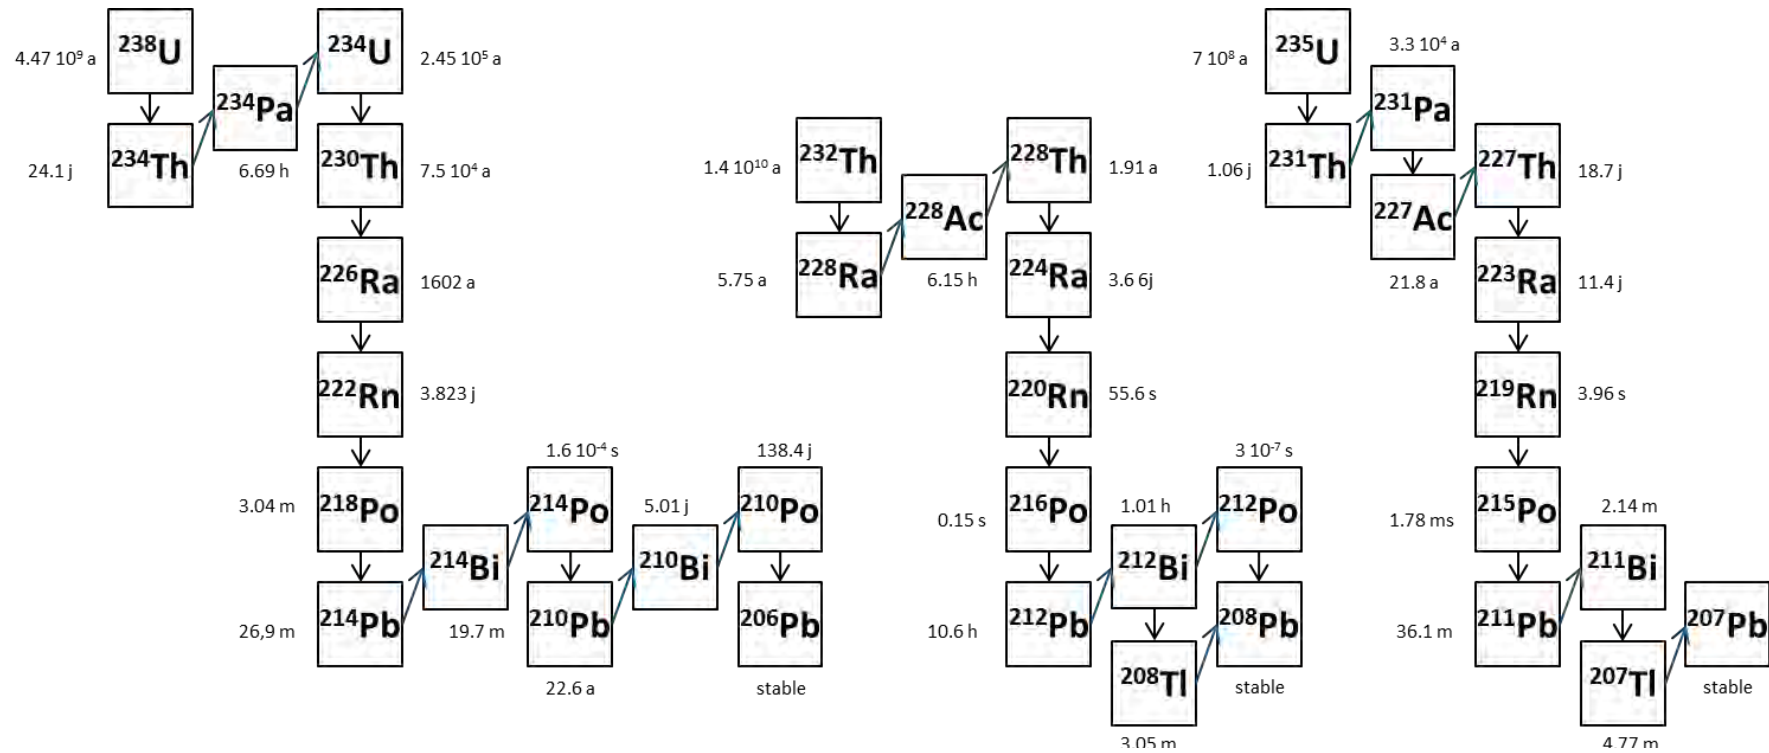 4.47 10⁹ a
²³⁸U
²³⁴U
2.45 10⁵ a
²³⁴Pa
24.1 j
²³⁴Th
6.69 h
²³⁰Th
7.5 10⁴ a
²²⁶Ra
1602 a
²²²Rn
3.823 j
3.04 m
²¹⁸Po
1.6 10⁻⁴ s
²¹⁴Po
5.01 j
138.4 j
²¹⁰Po
²¹⁴Bi
²¹⁰Bi
26,9 m
²¹⁴Pb
19.7 m
²¹⁰Pb
22.6 a
²⁰⁶Pb
stable
1.4 10¹⁰ a
²³²Th
²²⁸Th
1.91 a
²²⁸Ac
5.75 a
²²⁸Ra
6.15 h
²²⁴Ra
3.6 6j
²²⁰Rn
55.6 s
0.15 s
²¹⁶Po
1.01 h
3 10⁻⁷ s
²¹²Po
²¹²Bi
10.6 h
²¹²Pb
²⁰⁸Pb
stable
²⁰⁸Tl
3.05 m
7 10⁸ a
²³⁵U
3.3 10⁴ a
²³¹Pa
1.06 j
²³¹Th
²²⁷Th
18.7 j
²²⁷Ac
21.8 a
²²³Ra
11.4 j
²¹⁹Rn
3.96 s
1.78 ms
²¹⁵Po
2.14 m
²¹¹Bi
36.1 m
²¹¹Pb
²⁰⁷Pb
stable
²⁰⁷Tl
4.77 m